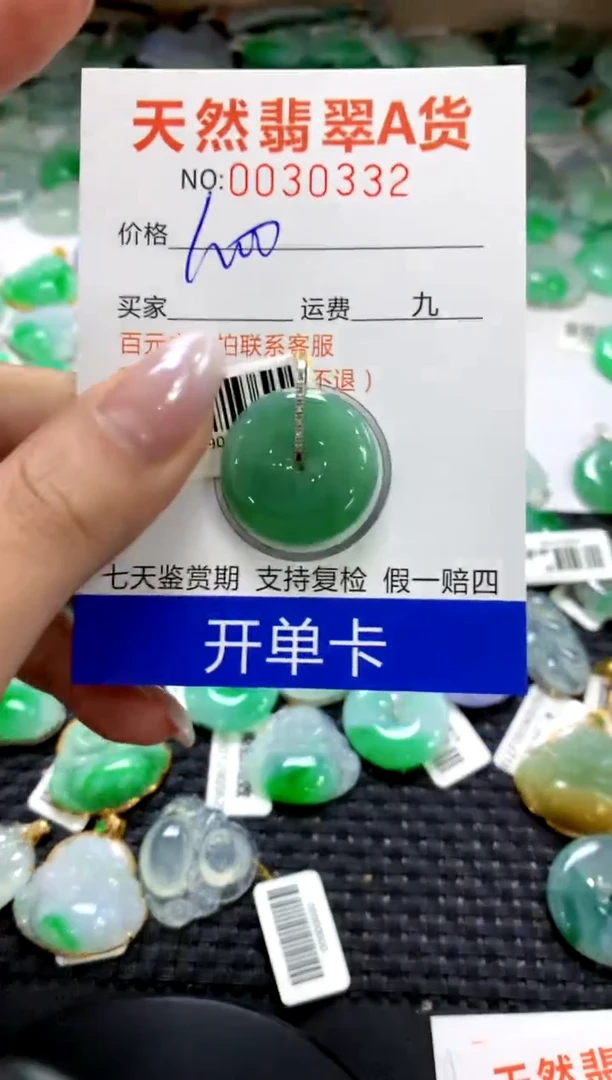 天然翡翠A货
NO:0030332
价格
买家 运费 九
百元 拍联系客服
不退）
90
七天鉴赏期 支持复检 假一赔四
开单卡
天然翡